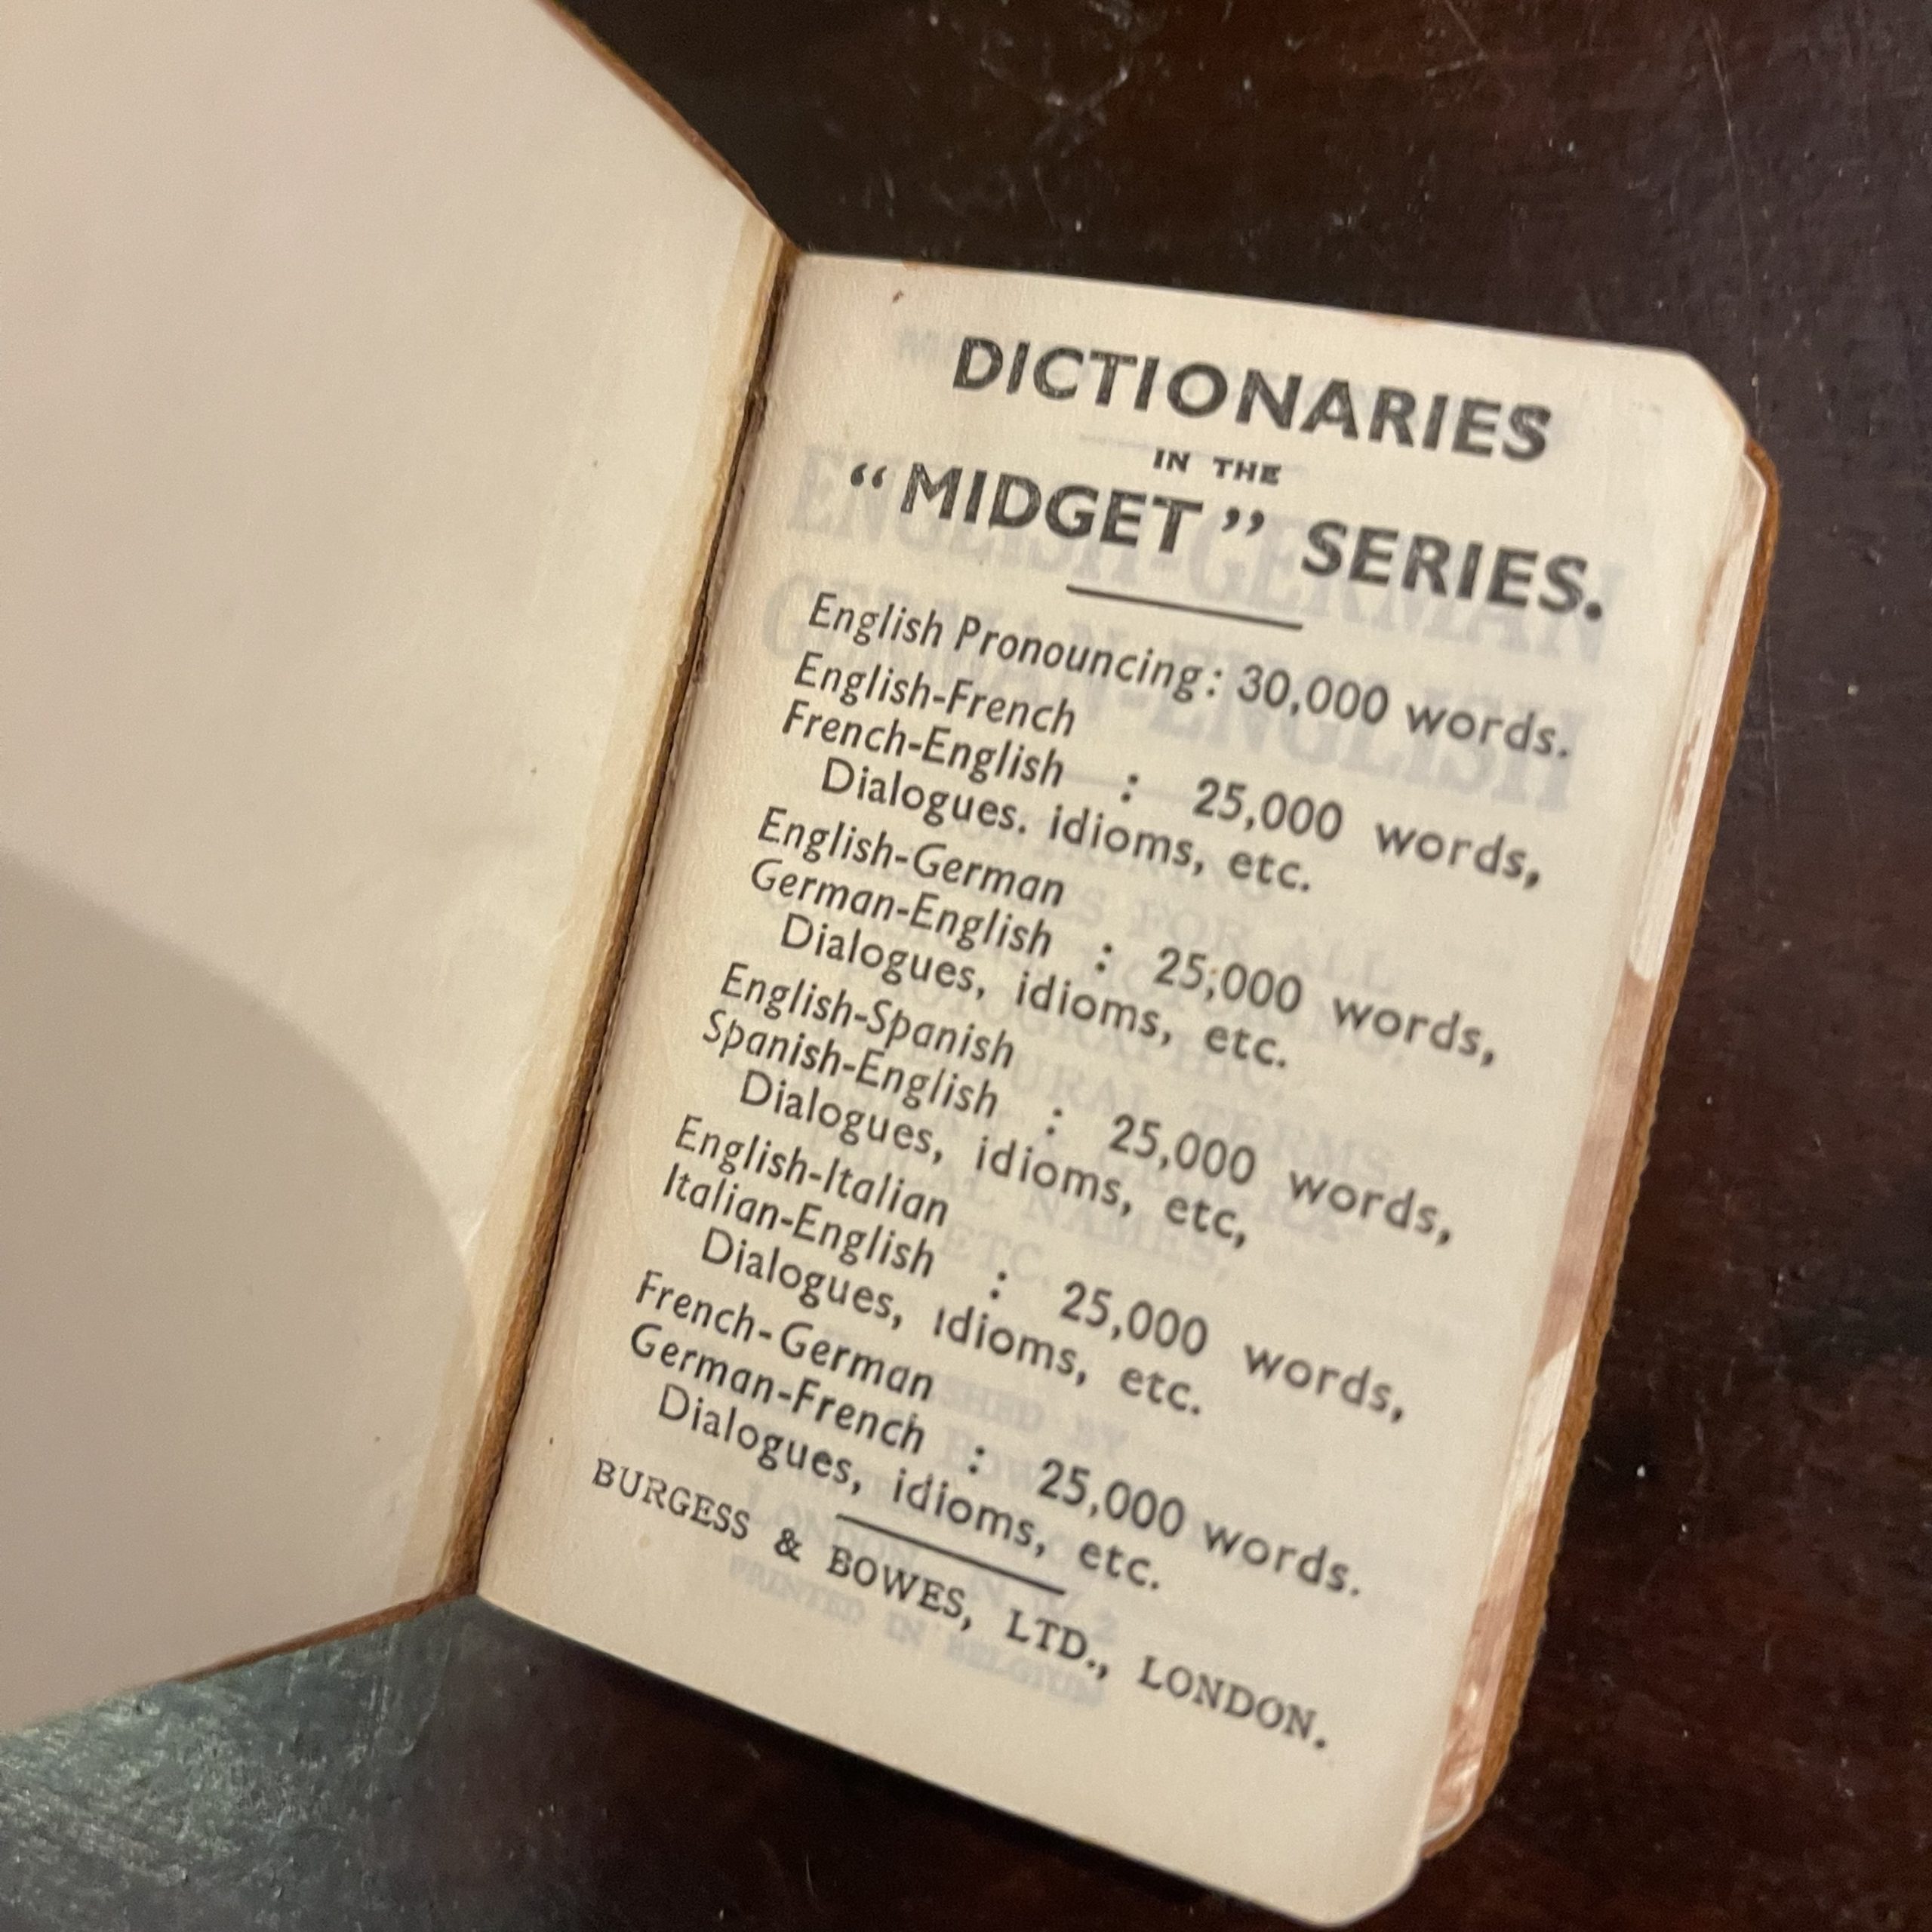 DICTIONARIES
IN THE
“MIDGET” SERIES.
English Pronouncing: 30,000 words.
English-French
French-English : 25,000 words,
Dialogues. idioms, etc.
English-German
German-English : 25,000 words,
Dialogues, idioms, etc.
English-Spanish
Spanish-English : 25,000 words,
Dialogues, idioms, etc,
English-Italian
Italian-English : 25,000 words,
Dialogues, idioms, etc.
French-German
German-French : 25,000 words.
Dialogues, idioms, etc.
BURGESS & BOWES, LTD., LONDON.